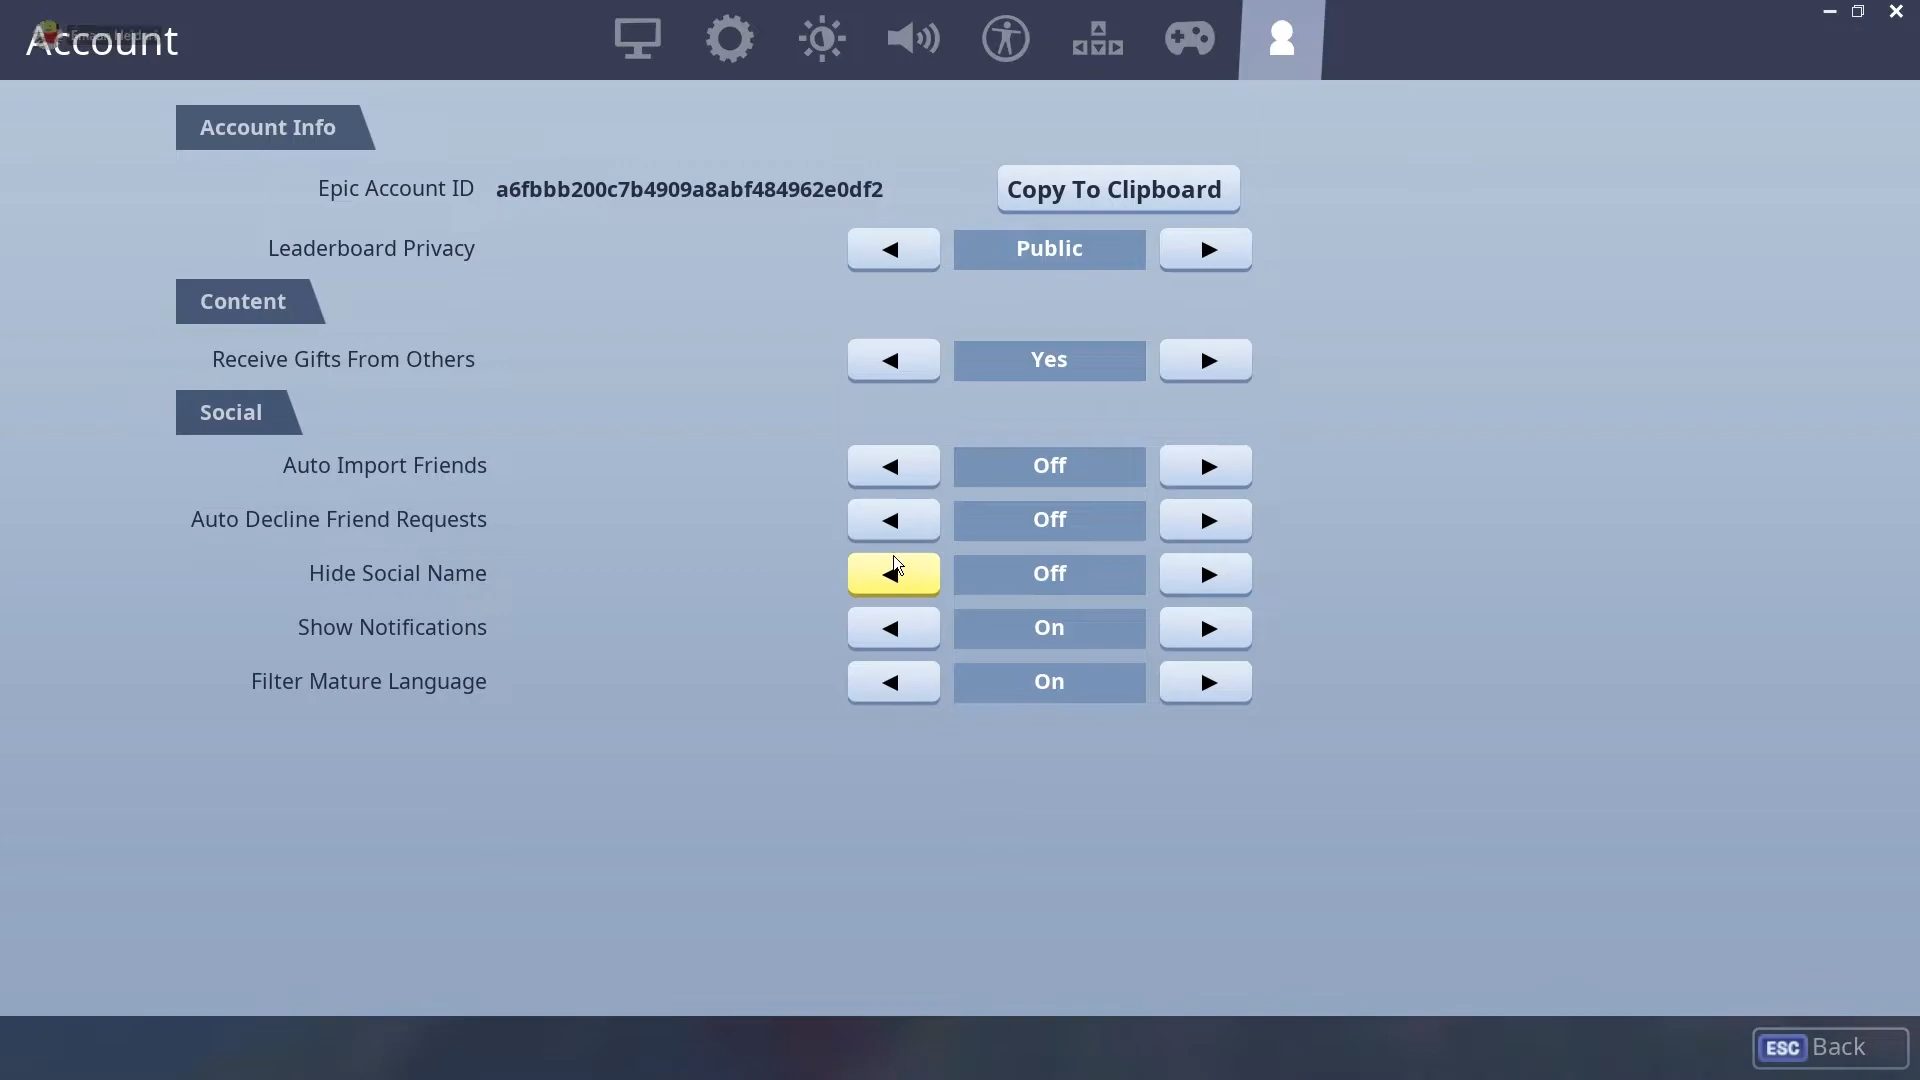 Account
Account Info
Epic Account ID a6fbbb200c7b4909a8abf484962e0df2 Copy To Clipboard
Leaderboard Privacy Public
Content
Receive Gifts From Others Yes
Social
Auto Import Friends Off
Auto Decline Friend Requests Off
Hide Social Name Off
Show Notifications On
Filter Mature Language On
ESC Back